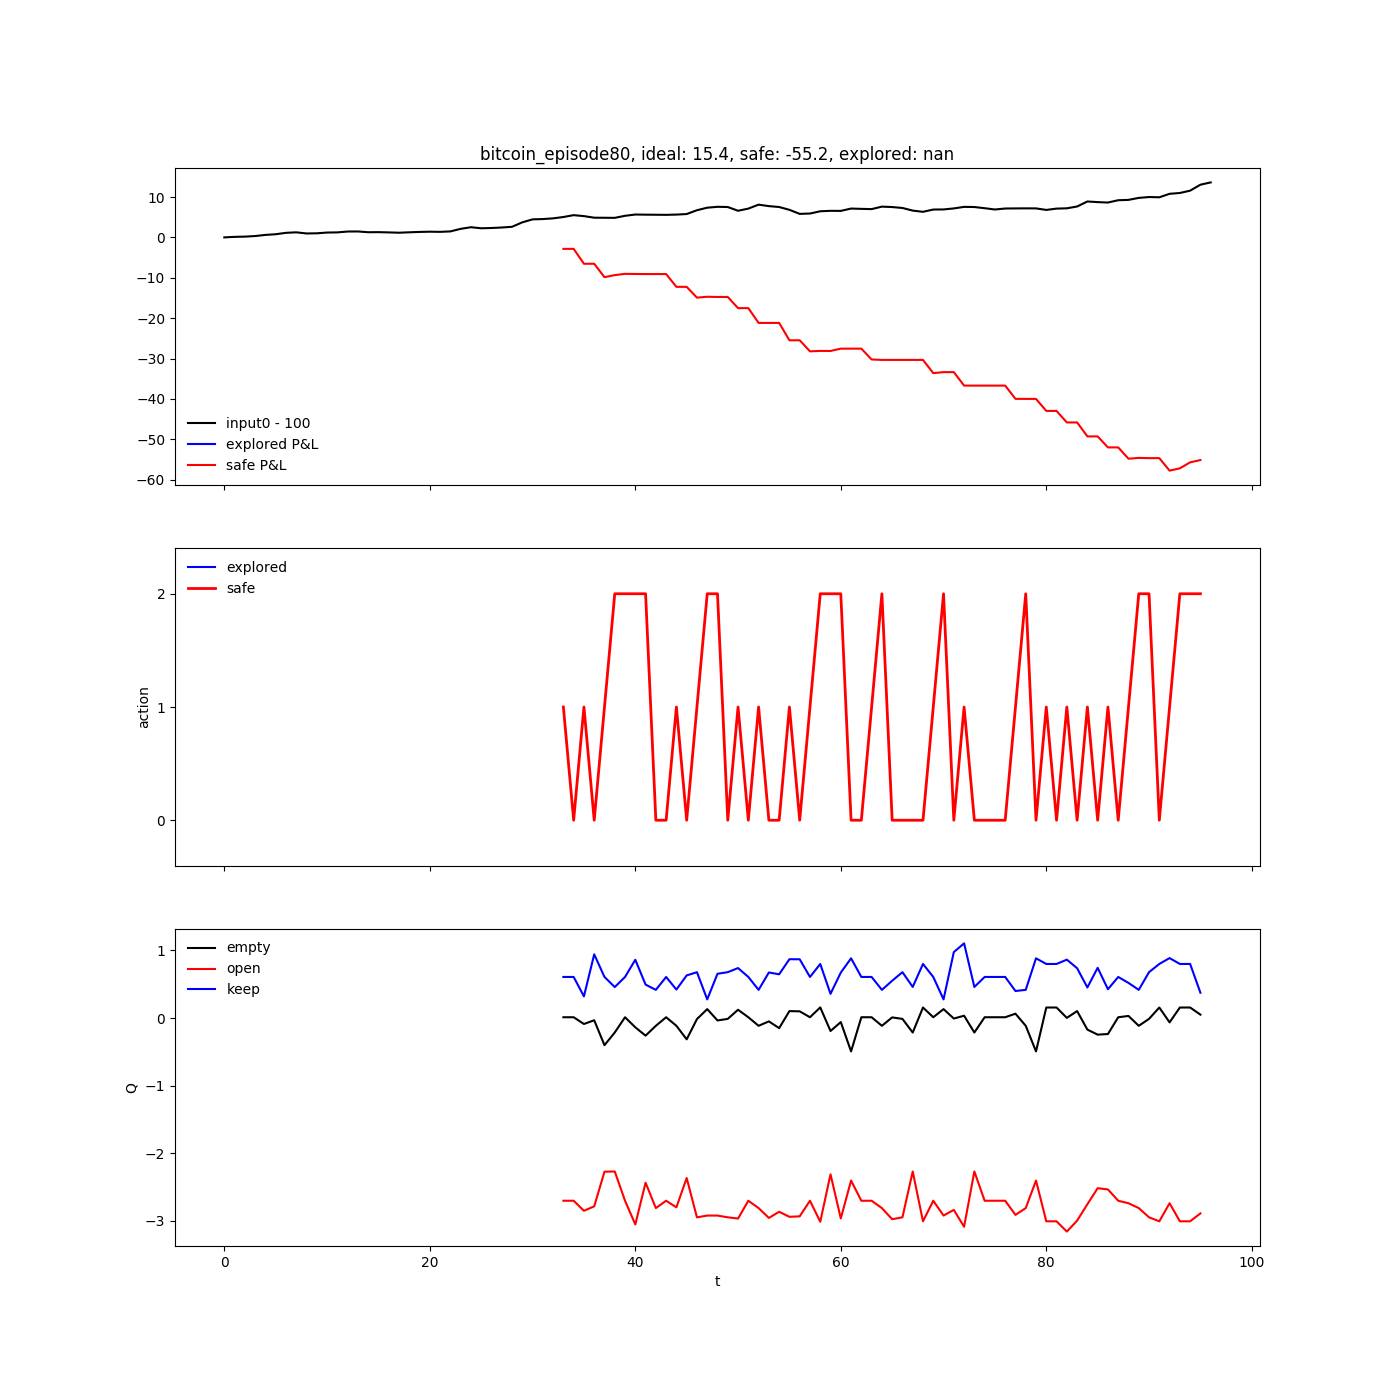 bitcoin_episode80, ideal: 15.4, safe: -55.2, explored: nan
10
0
−10
−20
−30
−40
−50
−60
input0 - 100
explored P&L
safe P&L
explored
safe
2
1
0
action
empty
open
keep
1
0
−1
−2
−3
Q
0 20 40 60 80 100
t